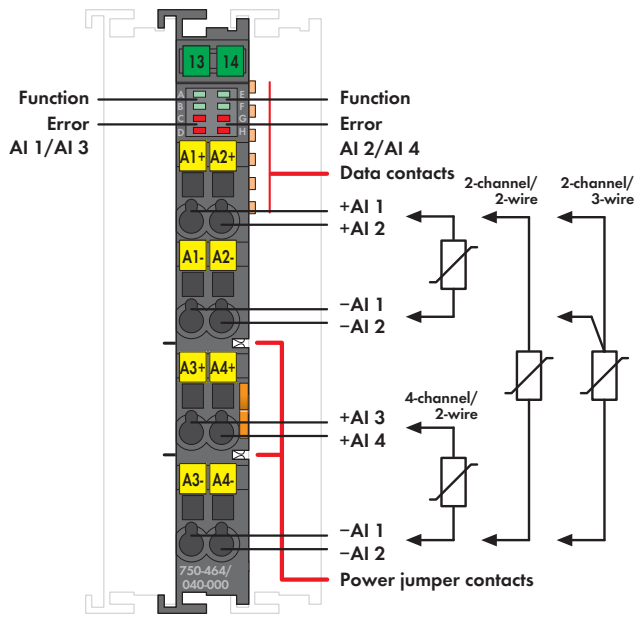 13 14
A E
B F
C G
D H
Function
Error
AI 1/AI 3
Function
Error
AI 2/AI 4
Data contacts
A1+ A2+
+AI 1
+AI 2
A1- A2-
−AI 1
−AI 2
A3+ A4+
+AI 3
+AI 4
A3- A4-
−AI 1
−AI 2
750-464/
040-000
Power jumper contacts
2-channel/
2-wire
2-channel/
3-wire
4-channel/
2-wire